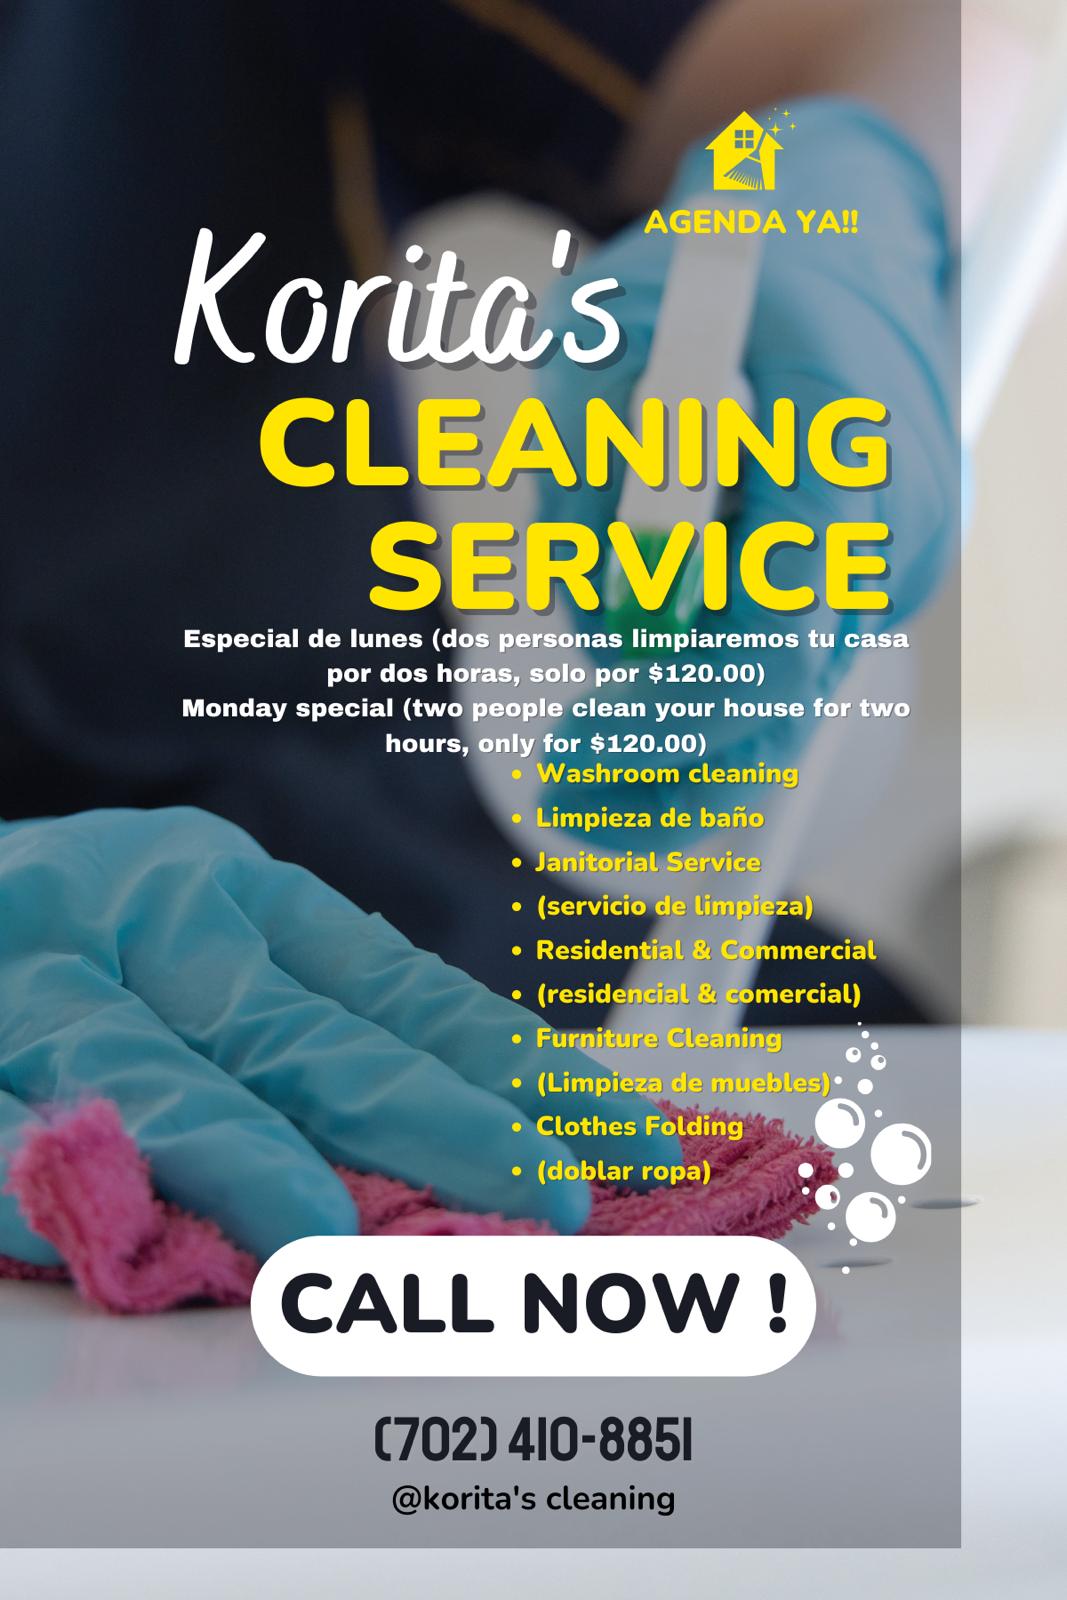 AGENDA YA!!
Korita's
CLEANING
SERVICE
Especial de lunes (dos personas limpiaremos tu casa
por dos horas, solo por $120.00)
Monday special (two people clean your house for two
hours, only for $120.00)
• Washroom cleaning
• Limpieza de baño
• Janitorial Service
• (servicio de limpieza)
• Residential & Commercial
• (residencial & comercial)
• Furniture Cleaning
• (Limpieza de muebles)
• Clothes Folding
• (doblar ropa)
CALL NOW !
(702) 410-8851
@korita's cleaning